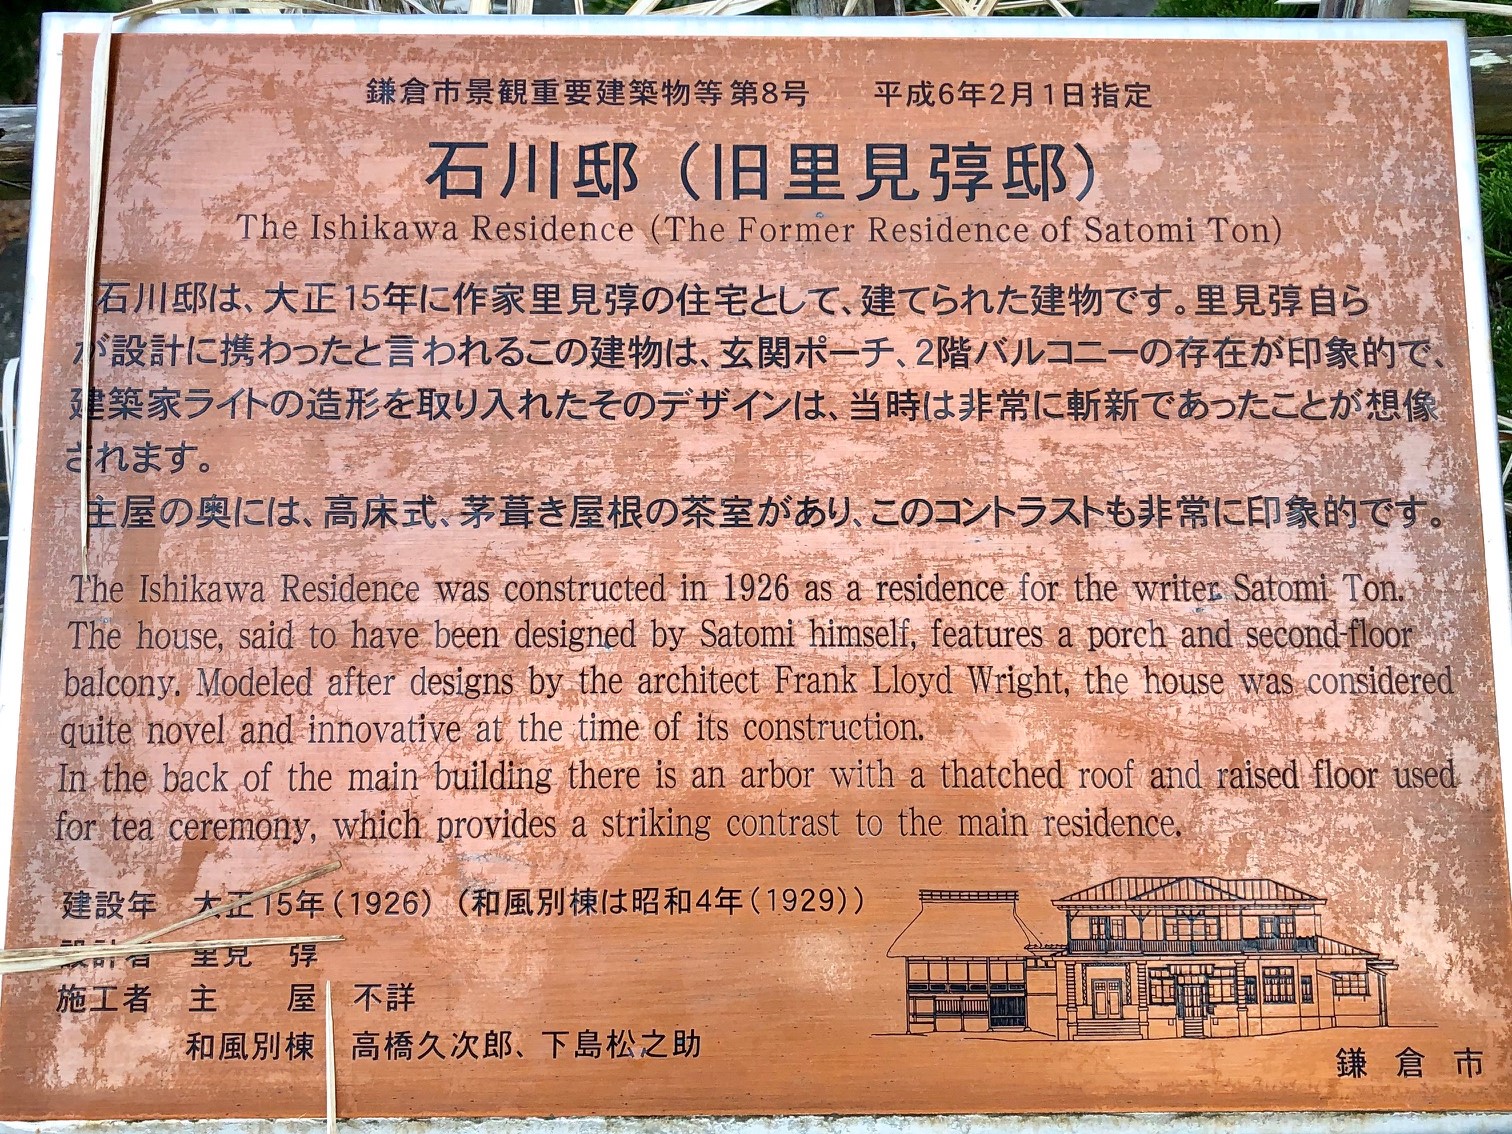 鎌倉市景観重要建築物等第8号　平成6年2月1日指定
石川邸（旧里見弴邸）
The Ishikawa Residence (The Former Residence of Satomi Ton)
石川邸は、大正15年に作家里見弴の住宅として、建てられた建物です。里見弴自ら
が設計に携わったと言われるこの建物は、玄関ポーチ、2階バルコニーの存在が印象的で、
建築家ライトの造形を取り入れたそのデザインは、当時は非常に斬新であったことが想像
されます。
主屋の奥には、高床式、茅葺き屋根の茶室があり、このコントラストも非常に印象的です。
The Ishikawa Residence was constructed in 1926 as a residence for the writer Satomi Ton.
The house, said to have been designed by Satomi himself, features a porch and second-floor
balcony. Modeled after designs by the architect Frank Lloyd Wright, the house was considered
quite novel and innovative at the time of its construction.
In the back of the main building there is an arbor with a thatched roof and raised floor used
for tea ceremony, which provides a striking contrast to the main residence.
建設年　大正15年（1926）（和風別棟は昭和4年（1929））
設計者　里見　弴
施工者　主　屋　不詳
和風別棟　高橋久次郎、下島松之助
鎌倉市